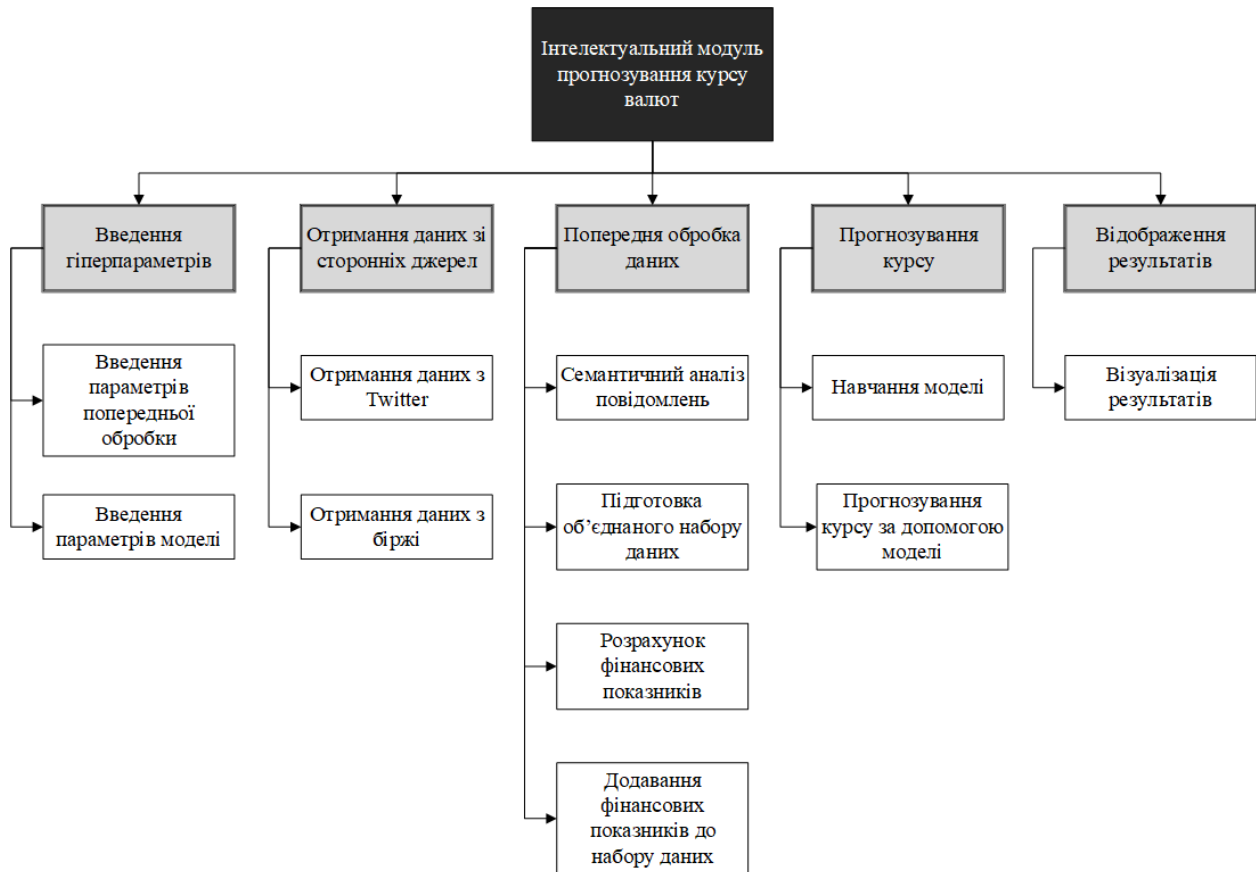 Інтелектуальний модуль
прогнозування курсу
валют
Введення
гіперпараметрів
Отримання даних зі
сторонніх джерел
Попередня обробка
даних
Прогнозування
курсу
Відображення
результатів
Введення
параметрів
попередньої
обробки
Отримання даних з
Twitter
Семантичний аналіз
повідомлень
Навчання моделі
Візуалізація
результатів
Введення
параметрів моделі
Отримання даних з
біржі
Підготовка
об’єднаного набору
даних
Прогнозування
курсу за допомогою
моделі
Розрахунок
фінансових
показників
Додавання
фінансових
показників до
набору даних